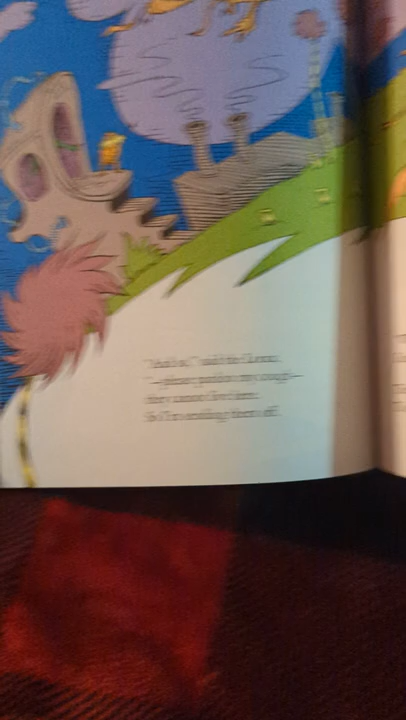 "And so," said the Lorax,
"—please pardon my cough—
they cannot live here.
So I'm sending them off.